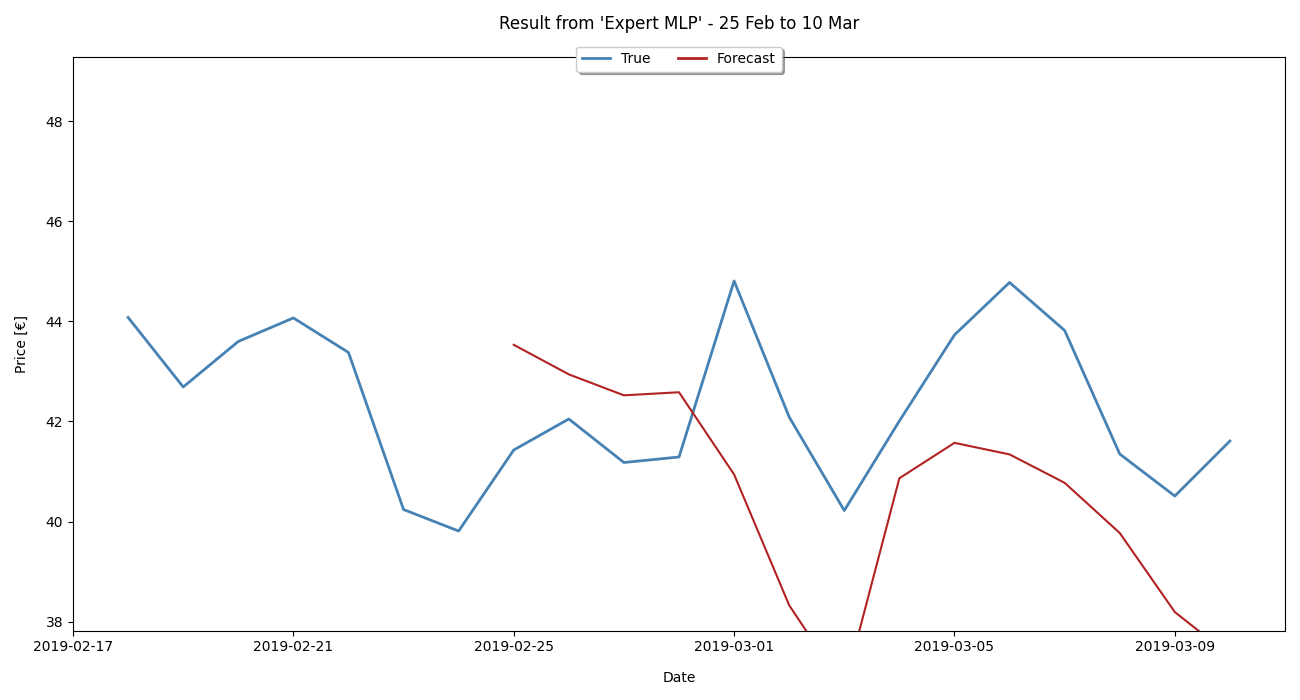 Result from 'Expert MLP' - 25 Feb to 10 Mar
True Forecast
48
46
44
42
40
38
Price [€]
2019-02-17 2019-02-21 2019-02-25 2019-03-01 2019-03-05 2019-03-09
Date